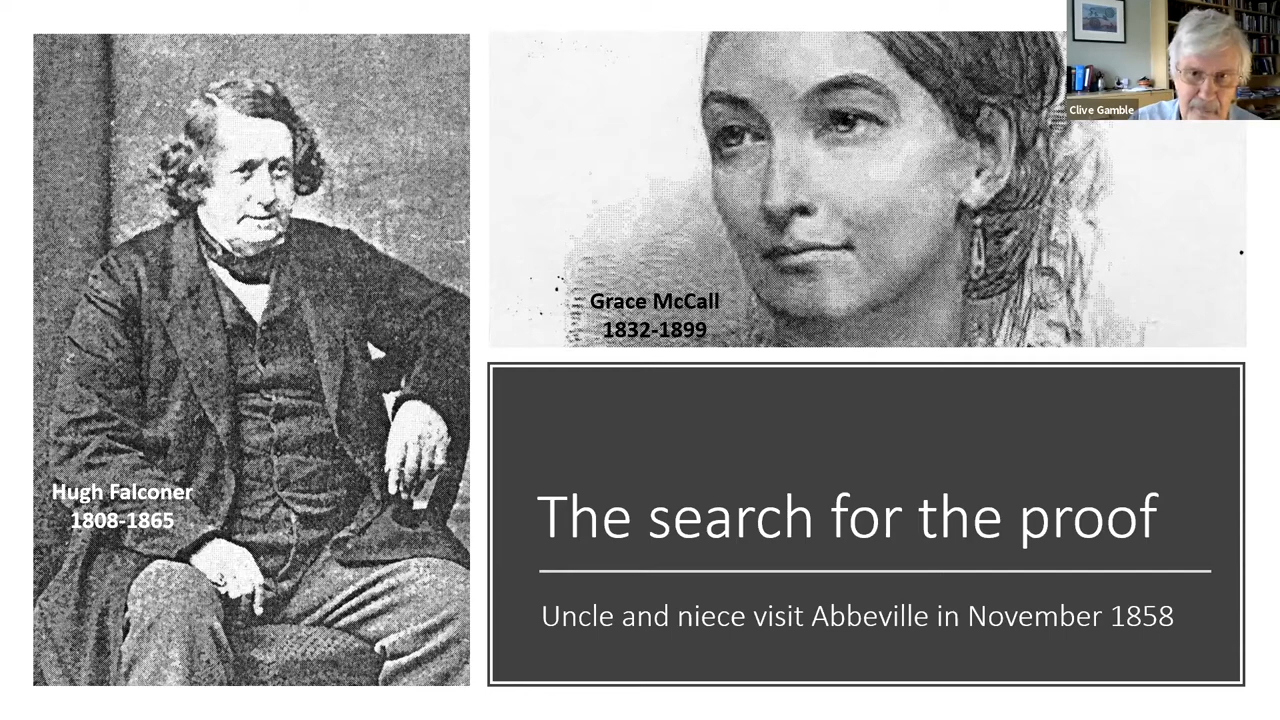 Clive Gamble
Grace McCall
1832-1899
Hugh Falconer
1808-1865
The search for the proof
Uncle and niece visit Abbeville in November 1858